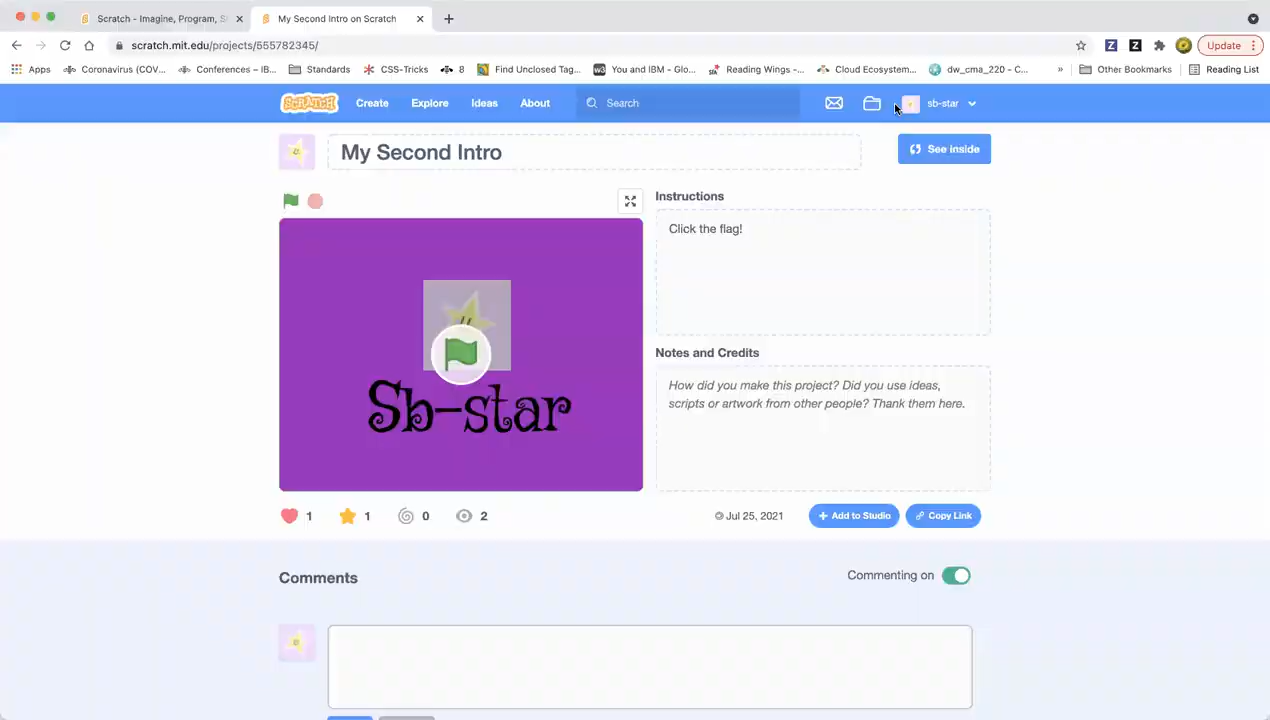 Scratch - Imagine, Program, S
My Second Intro on Scratch
scratch.mit.edu/projects/555782345/
Update
Apps
Coronavirus (COV...
Conferences – iB...
Standards
CSS-Tricks
8
Find Unclosed Tag...
You and IBM - Glo...
Reading Wings -...
Cloud Ecosystem...
dw_cma_220 - C...
»
Other Bookmarks
Reading List
SCRATCH
Create
Explore
Ideas
About
Search
sb-star
My Second Intro
See inside
Instructions
Click the flag!
Sb-star
Notes and Credits
How did you make this project? Did you use ideas,
scripts or artwork from other people? Thank them here.
1
1
0
2
© Jul 25, 2021
Add to Studio
Copy Link
Comments
Commenting on